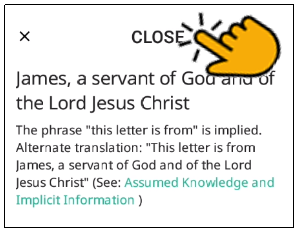 × CLOSE
James, a servant of God and of
the Lord Jesus Christ
The phrase "this letter is from" is implied.
Alternate translation: "This letter is from
James, a servant of God and of the Lord
Jesus Christ" (See: Assumed Knowledge and
Implicit Information )